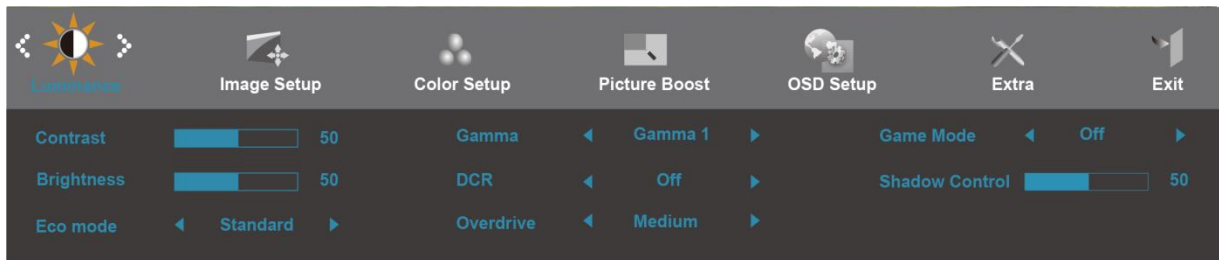 Luminance Image Setup Color Setup Picture Boost OSD Setup Extra Exit
Contrast 50 Gamma Gamma 1 Game Mode Off
Brightness 50 DCR Off Shadow Control 50
Eco mode Standard Overdrive Medium